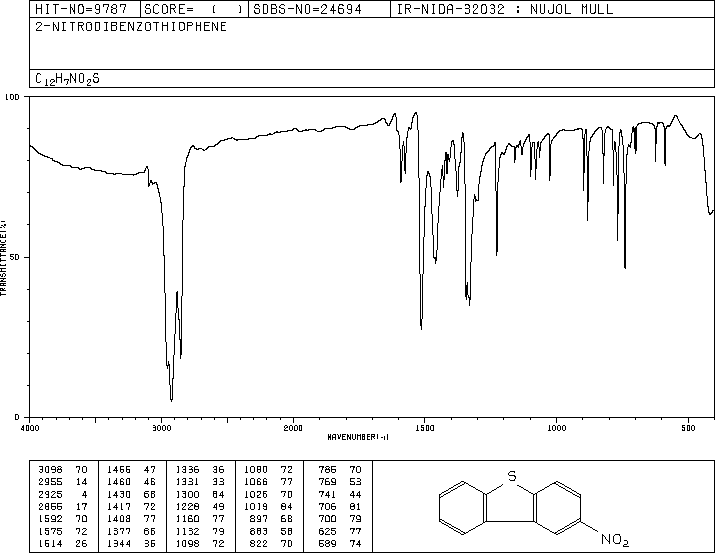 HIT-NO=9787 SCORE= ( ) SDBS-NO=24694 IR-NIDA-32032 : NUJOL MULL
2-NITRODIBENZOTHIOPHENE
C12H7NO2S
100
50
0
TRANSMITTANCE(%)
4000 3000 2000 1500 1000 500
WAVENUMBER(-1)
3098 70 1466 47 1336 36 1080 72 785 70
2955 14 1460 46 1331 33 1066 77 769 53
2925 4 1430 68 1300 64 1026 70 741 44
2855 17 1417 72 1228 49 1019 84 706 81
1592 70 1408 77 1160 77 897 68 700 79
1575 72 1377 66 1132 79 883 58 625 77
1514 26 1344 35 1098 72 822 70 589 74
S
NO2